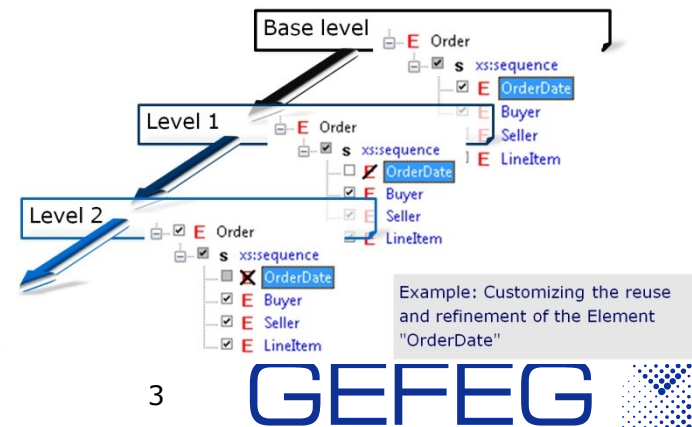 Base level
E Order
s xs:sequence
E OrderDate
E Buyer
E Seller
E LineItem
Level 1
E Order
s xs:sequence
E OrderDate
E Buyer
E Seller
E LineItem
Level 2
E Order
s xs:sequence
E OrderDate
E Buyer
E Seller
E LineItem
Example: Customizing the reuse
and refinement of the Element
"OrderDate"
3
GEFEG